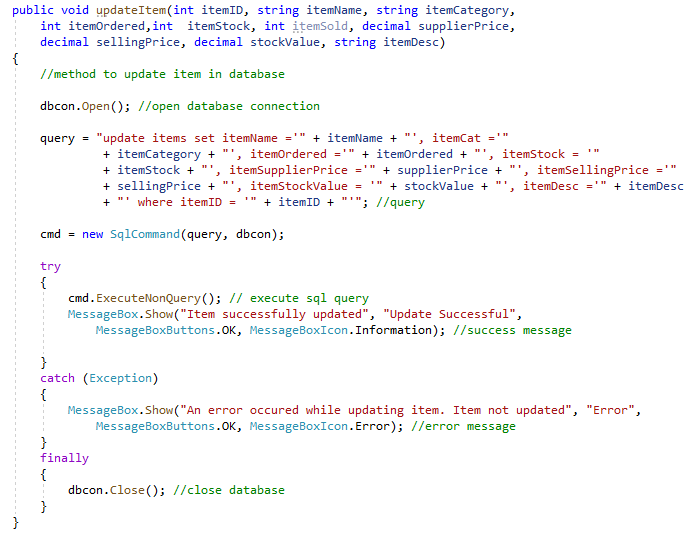 public void updateItem(int itemID, string itemName, string itemCategory,
int itemOrdered,int  itemStock, int itemSold, decimal supplierPrice,
decimal sellingPrice, decimal stockValue, string itemDesc)
{
//method to update item in database
dbcon.Open(); //open database connection
query = "update items set itemName ='" + itemName + "', itemCat ='"
+ itemCategory + "', itemOrdered ='" + itemOrdered + "', itemStock = '"
+ itemStock + "', itemSupplierPrice ='" + supplierPrice + "', itemSellingPrice ='"
+ sellingPrice + "', itemStockValue = '" + stockValue + "', itemDesc ='" + itemDesc
+ "' where itemID = '" + itemID + "'"; //query
cmd = new SqlCommand(query, dbcon);
try
{
cmd.ExecuteNonQuery(); // execute sql query
MessageBox.Show("Item successfully updated", "Update Successful",
MessageBoxButtons.OK, MessageBoxIcon.Information); //success message
}
catch (Exception)
{
MessageBox.Show("An error occured while updating item. Item not updated", "Error",
MessageBoxButtons.OK, MessageBoxIcon.Error); //error message
}
finally
{
dbcon.Close(); //close database
}
}